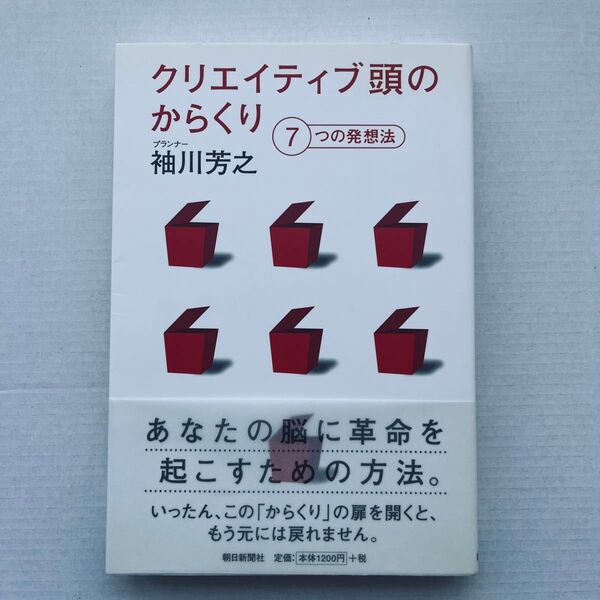 クリエイティブ頭の
からくり
7つの発想法
プランナー
袖川芳之
あなたの脳に革命を
起こすための方法。
いったん、この「からくり」の扉を開くと、
もう元には戻れません。
朝日新聞社 定価:本体1200円+税